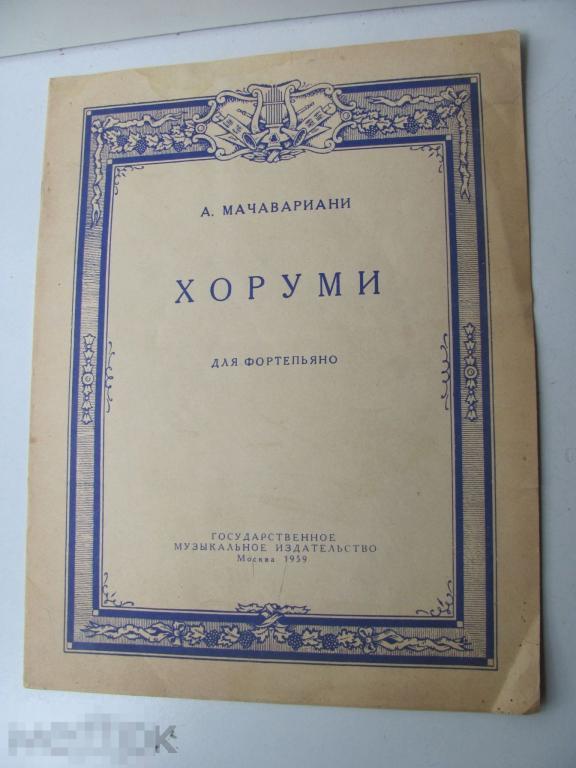 А. МАЧАВАРИАНИ
ХОРУМИ
ДЛЯ ФОРТЕПЬЯНО
ГОСУДАРСТВЕННОЕ
МУЗЫКАЛЬНОЕ ИЗДАТЕЛЬСТВО
Москва 1959